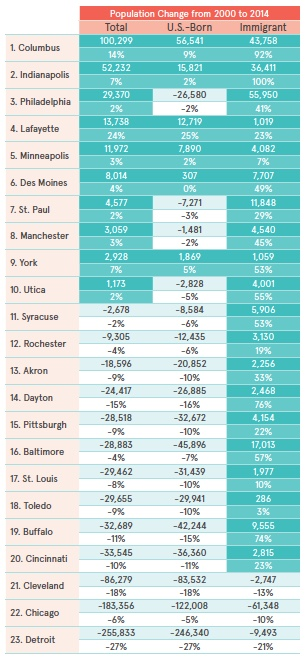 Population Change from 2000 to 2014
Total U.S.-Born Immigrant
1. Columbus 100,299 56,541 43,758
14% 9% 92%
2. Indianapolis 52,232 15,821 36,411
7% 2% 100%
3. Philadelphia 29,370 -26,580 55,950
2% -2% 41%
4. Lafayette 13,738 12,719 1,019
24% 25% 23%
5. Minneapolis 11,972 7,890 4,082
3% 2% 7%
6. Des Moines 8,014 307 7,707
4% 0% 49%
7. St. Paul 4,577 -7,271 11,848
2% -3% 29%
8. Manchester 3,059 -1,481 4,540
3% -2% 45%
9. York 2,928 1,869 1,059
7% 5% 53%
10. Utica 1,173 -2,828 4,001
2% -5% 55%
11. Syracuse -2,678 -8,584 5,906
-2% -6% 53%
12. Rochester -9,305 -12,435 3,130
-4% -6% 19%
13. Akron -18,596 -20,852 2,256
-9% -10% 33%
14. Dayton -24,417 -26,885 2,468
-15% -16% 76%
15. Pittsburgh -28,518 -32,672 4,154
-9% -10% 22%
16. Baltimore -28,883 -45,896 17,013
-4% -7% 57%
17. St. Louis -29,462 -31,439 1,977
-8% -10% 10%
18. Toledo -29,655 -29,941 286
-9% -10% 3%
19. Buffalo -32,689 -42,244 9,555
-11% -15% 74%
20. Cincinnati -33,545 -36,360 2,815
-10% -11% 23%
21. Cleveland -86,279 -83,532 -2,747
-18% -18% -13%
22. Chicago -183,356 -122,008 -61,348
-6% -5% -10%
23. Detroit -255,833 -246,340 -9,493
-27% -27% -21%